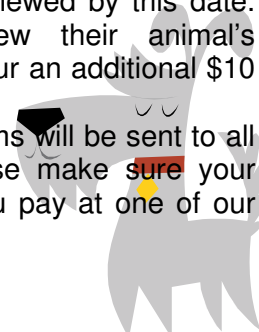 ewed by this date.
ew their animal's
ur an additional $10
ns will be sent to all
se make sure your
u pay at one of our